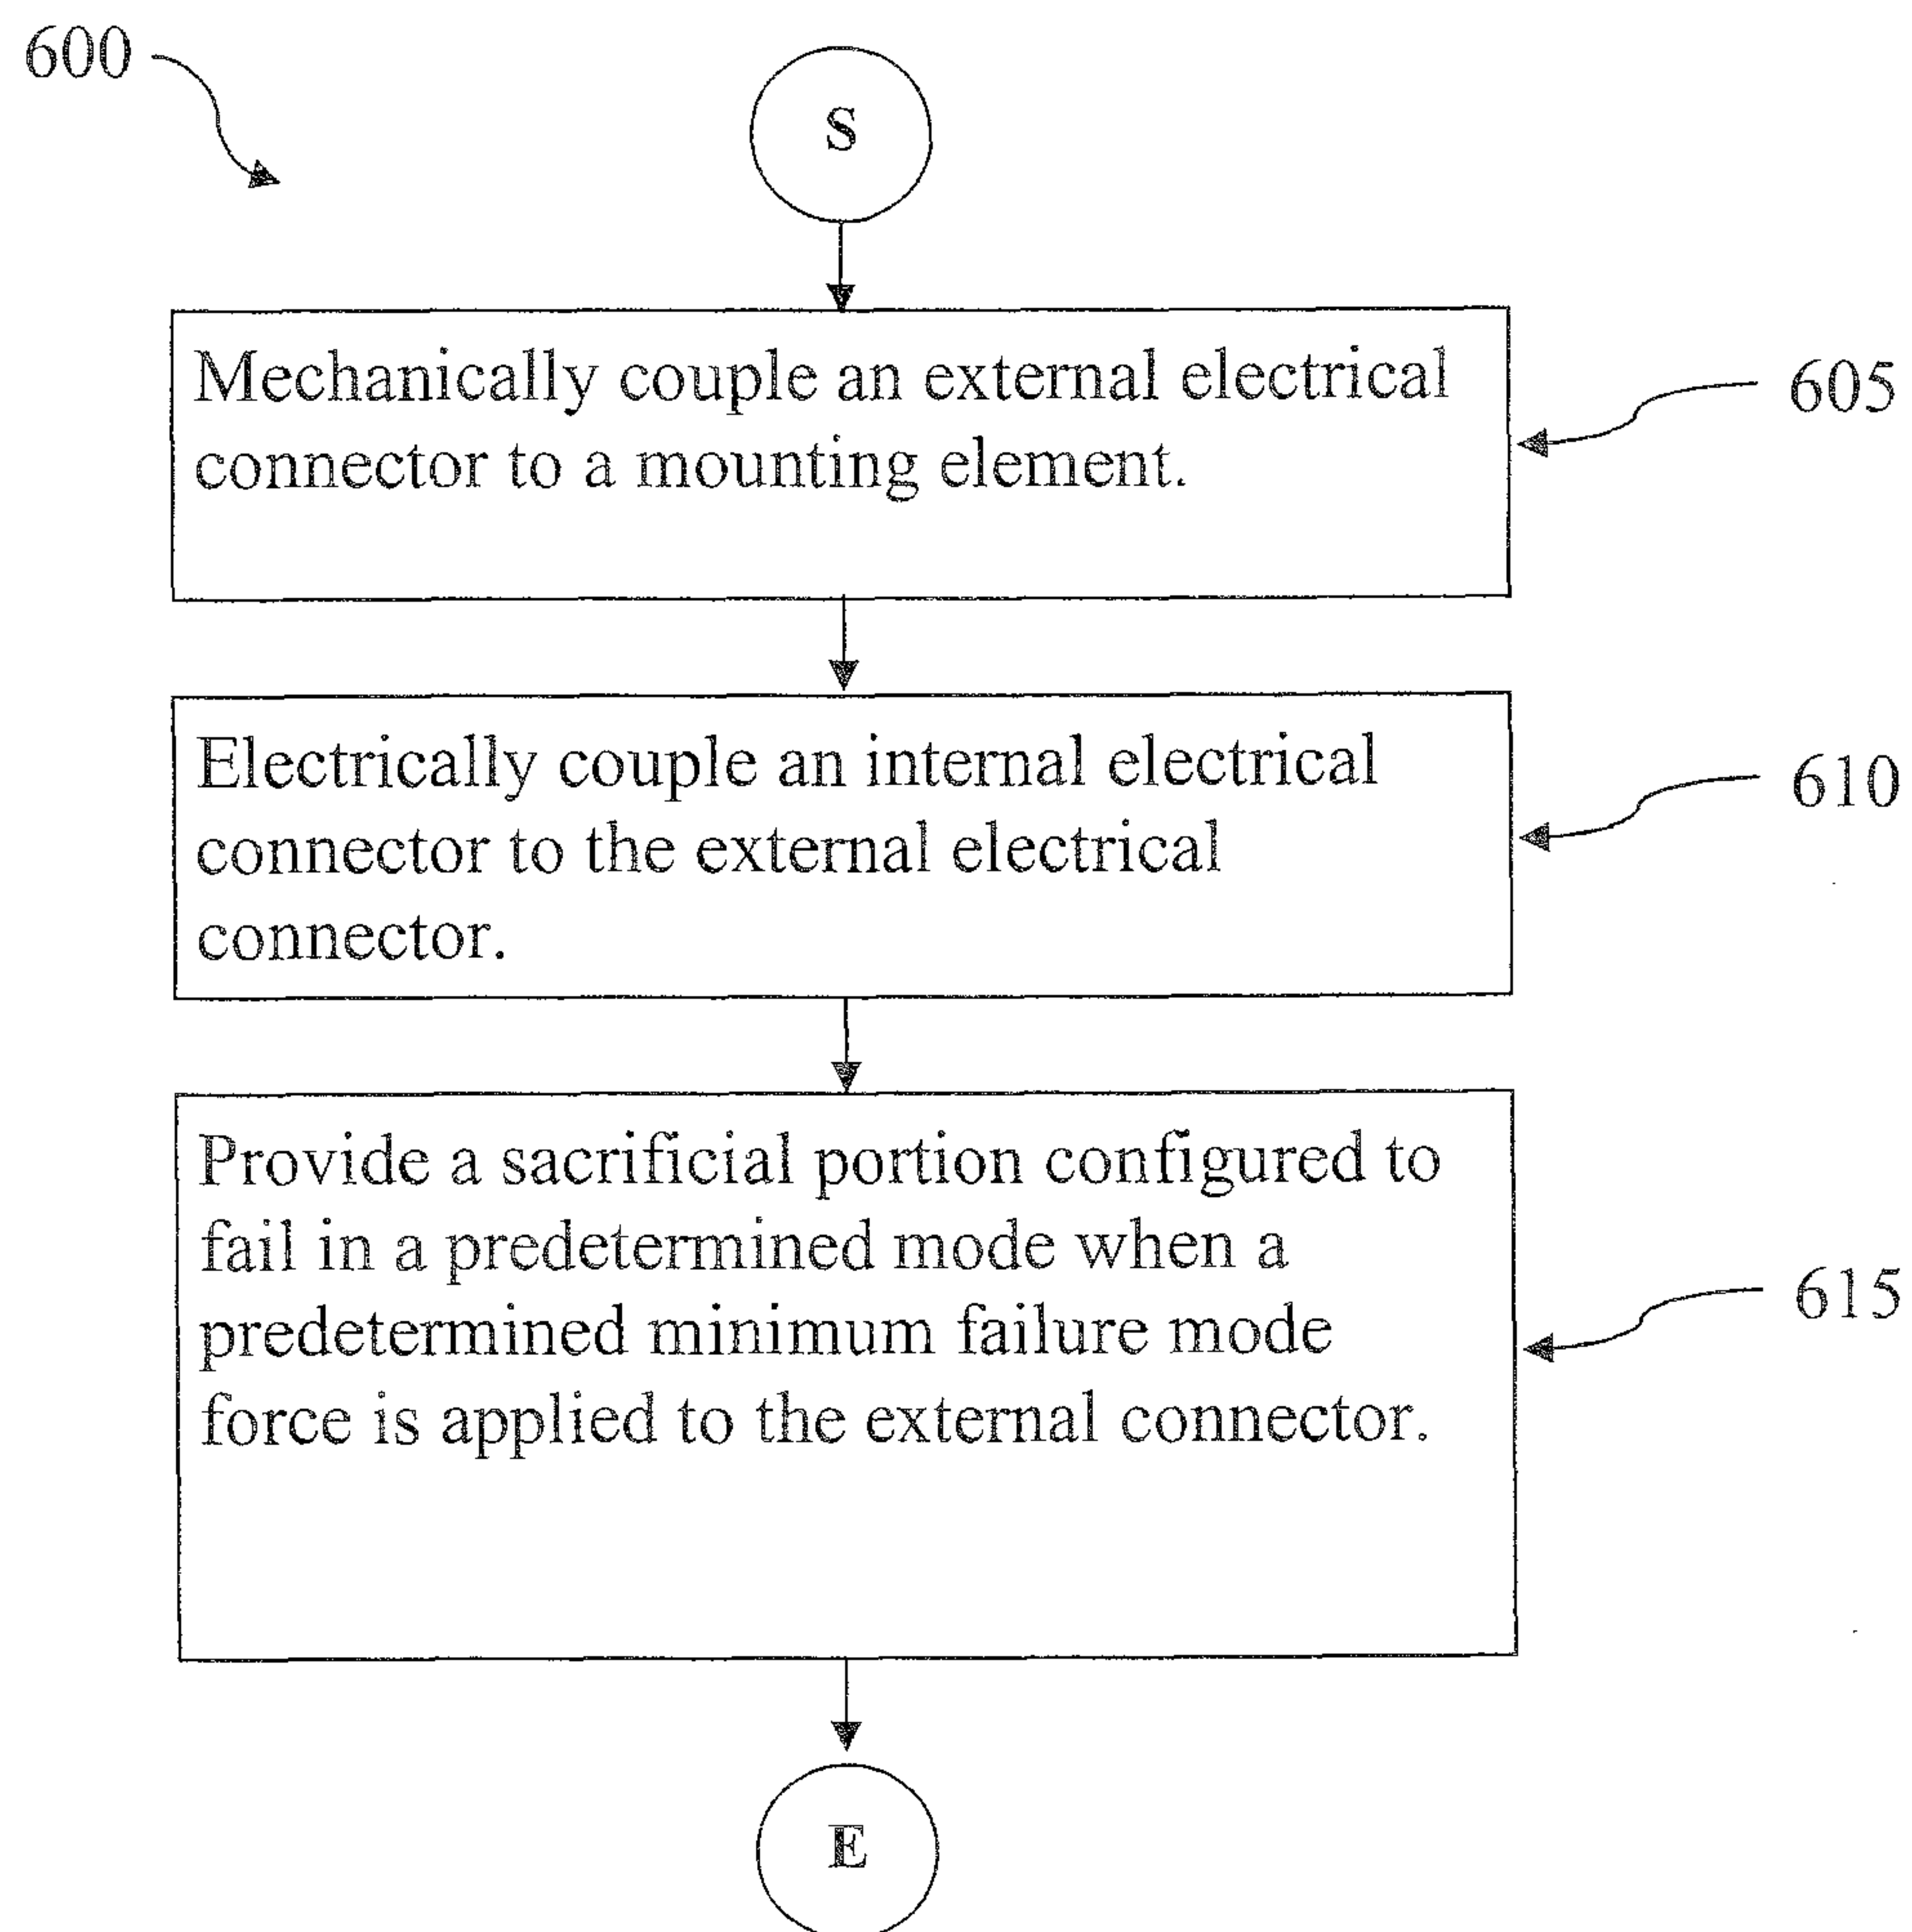 600
S
Mechanically couple an external electrical
connector to a mounting element.
605
Electrically couple an internal electrical
connector to the external electrical
connector.
610
Provide a sacrificial portion configured to
fail in a predetermined mode when a
predetermined minimum failure mode
force is applied to the external connector.
615
E